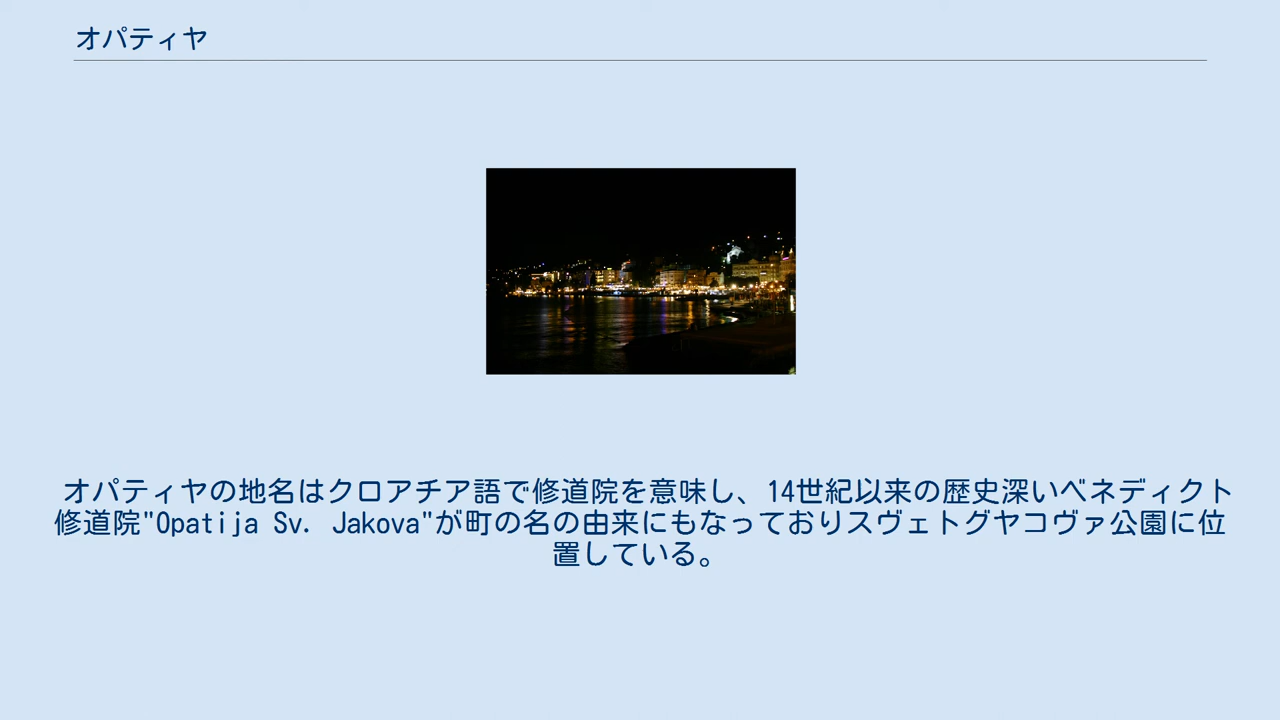 オパティヤ
オパティヤの地名はクロアチア語で修道院を意味し、14世紀以来の歴史深いベネディクト
修道院"Opatija Sv. Jakova"が町の名の由来にもなっておりスヴェトグヤコヴァ公園に位
置している。